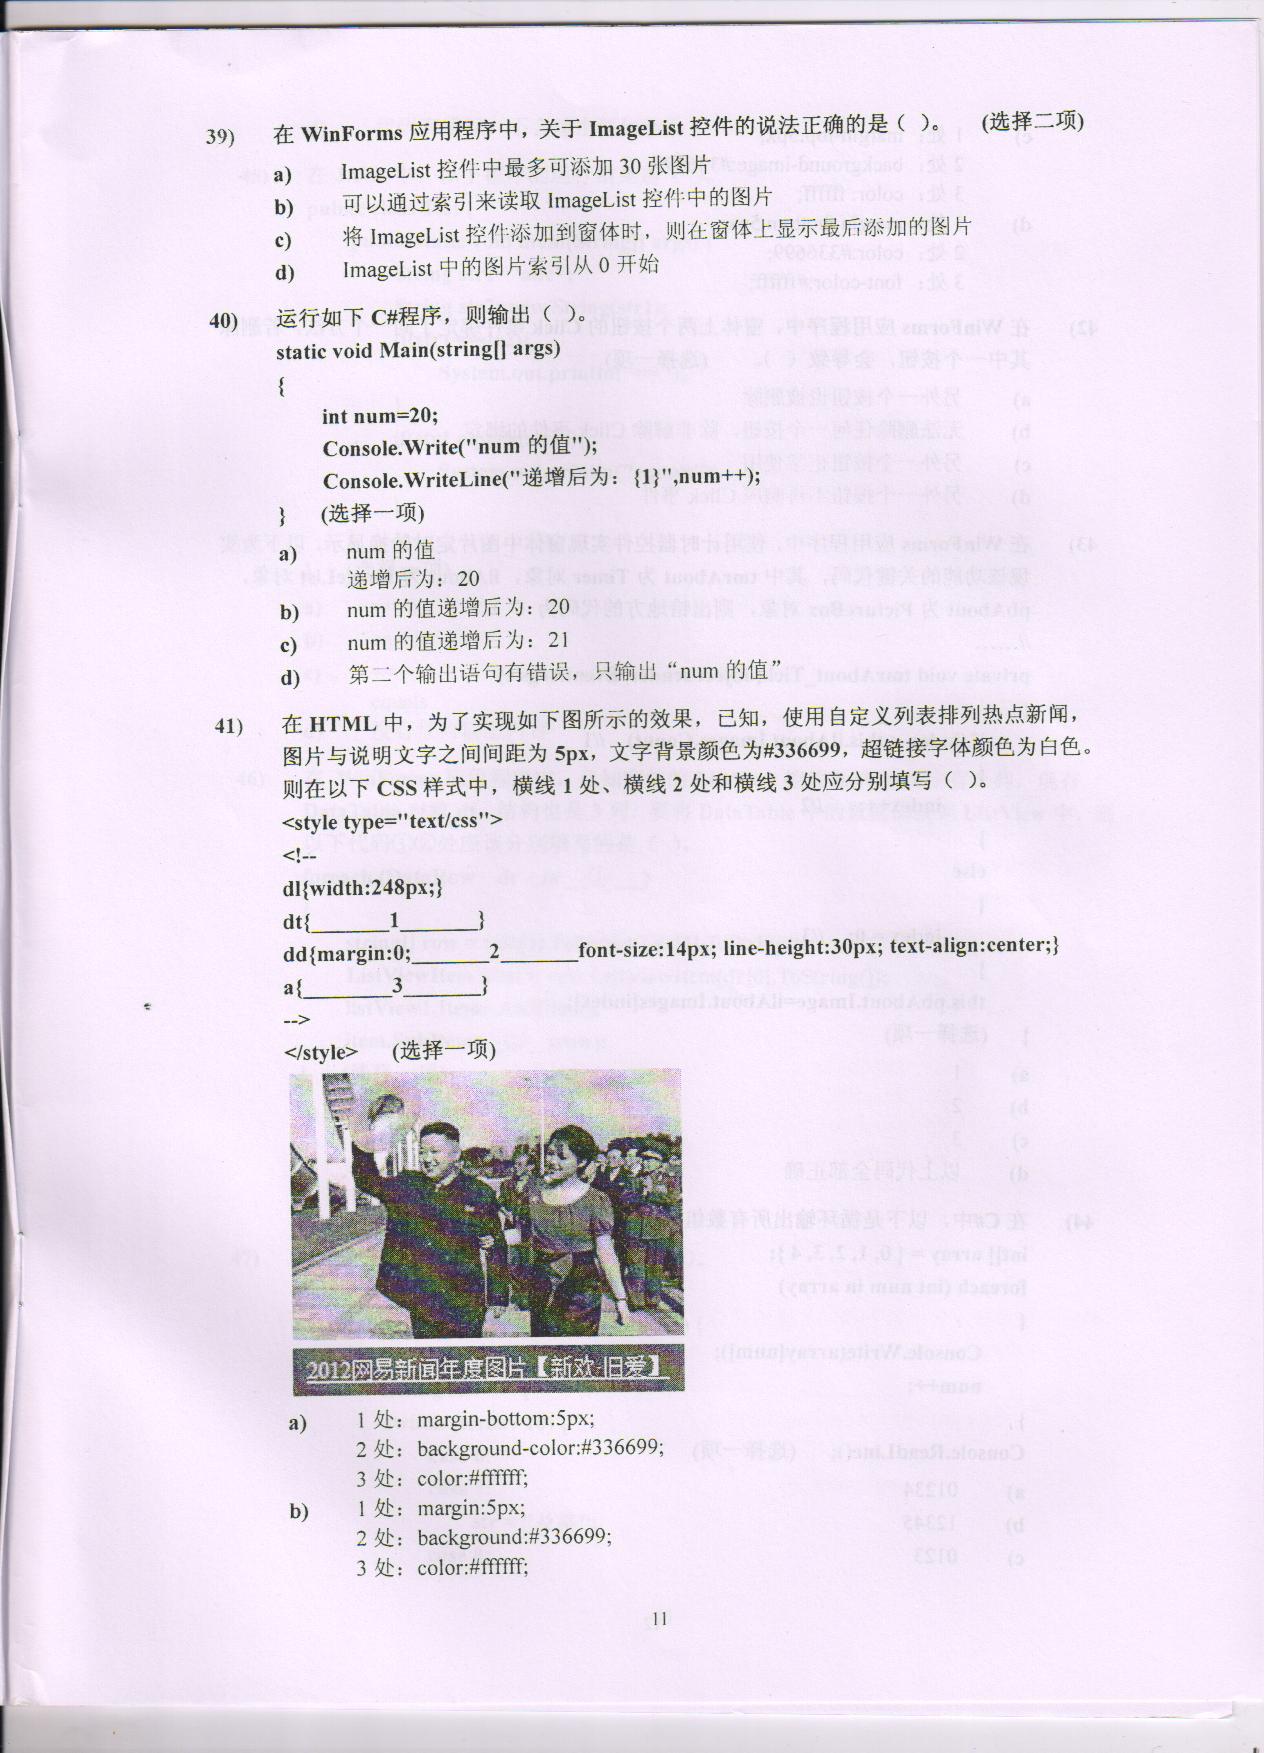 39) 在 WinForms 应用程序中，关于 ImageList 控件的说法正确的是（ ）。 (选择二项)
a) ImageList 控件中最多可添加 30 张图片
b) 可以通过索引来读取 ImageList 控件中的图片
c) 将 ImageList 控件添加到窗体时，则在窗体上显示最后添加的图片
d) ImageList 中的图片索引从 0 开始
40) 运行如下 C#程序，则输出（ ）。
static void Main(string[] args)
{
int num=20;
Console.Write("num 的值");
Console.WriteLine("递增后为：{1}",num++);
} (选择一项)
a) num 的值
递增后为：20
b) num 的值递增后为：20
c) num 的值递增后为：21
d) 第二个输出语句有错误，只输出“num 的值”
41) 在 HTML 中，为了实现如下图所示的效果，已知，使用自定义列表排列热点新闻，
图片与说明文字之间间距为 5px，文字背景颜色为#336699，超链接字体颜色为白色。
则在以下 CSS 样式中，横线 1 处、横线 2 处和横线 3 处应分别填写（ ）。
<style type="text/css">
<!--
dl{width:248px;}
dt{_______1_______}
dd{margin:0;_______2_______font-size:14px; line-height:30px; text-align:center;}
a{________3_______}
-->
</style> (选择一项)
2012网易新闻年度图片【新欢·旧爱】
a) 1 处：margin-bottom:5px;
2 处：background-color:#336699;
3 处：color:#ffffff;
b) 1 处：margin:5px;
2 处：background:#336699;
3 处：color:#ffffff;
11